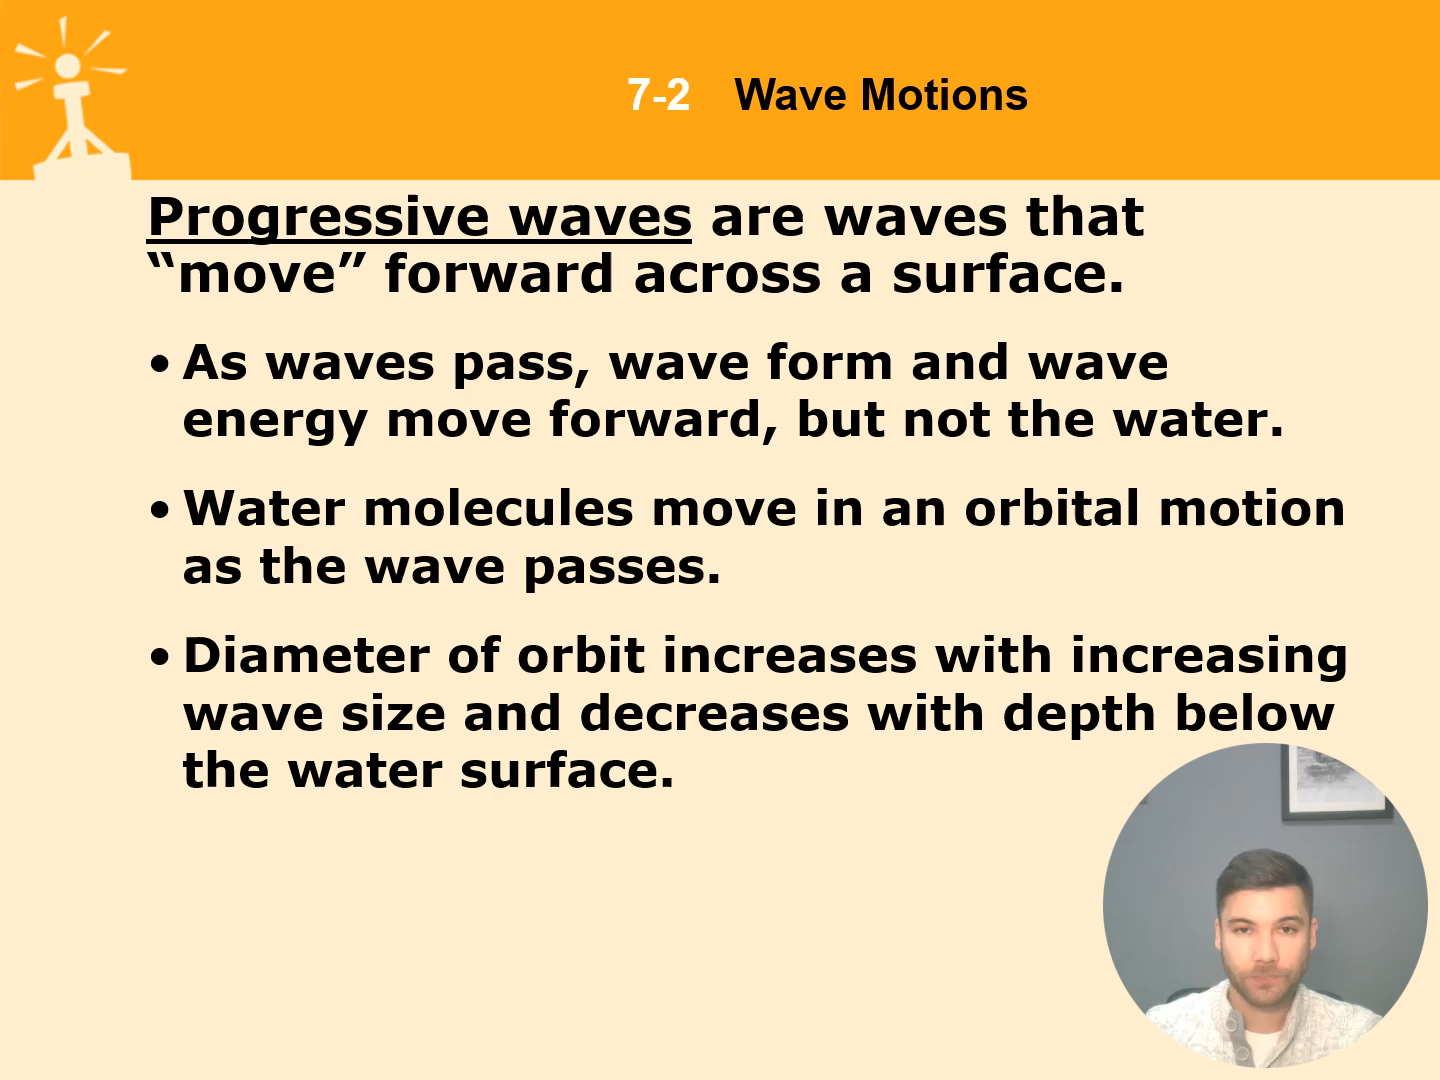 7-2 Wave Motions
Progressive waves are waves that
“move” forward across a surface.
• As waves pass, wave form and wave
energy move forward, but not the water.
• Water molecules move in an orbital motion
as the wave passes.
• Diameter of orbit increases with increasing
wave size and decreases with depth below
the water surface.